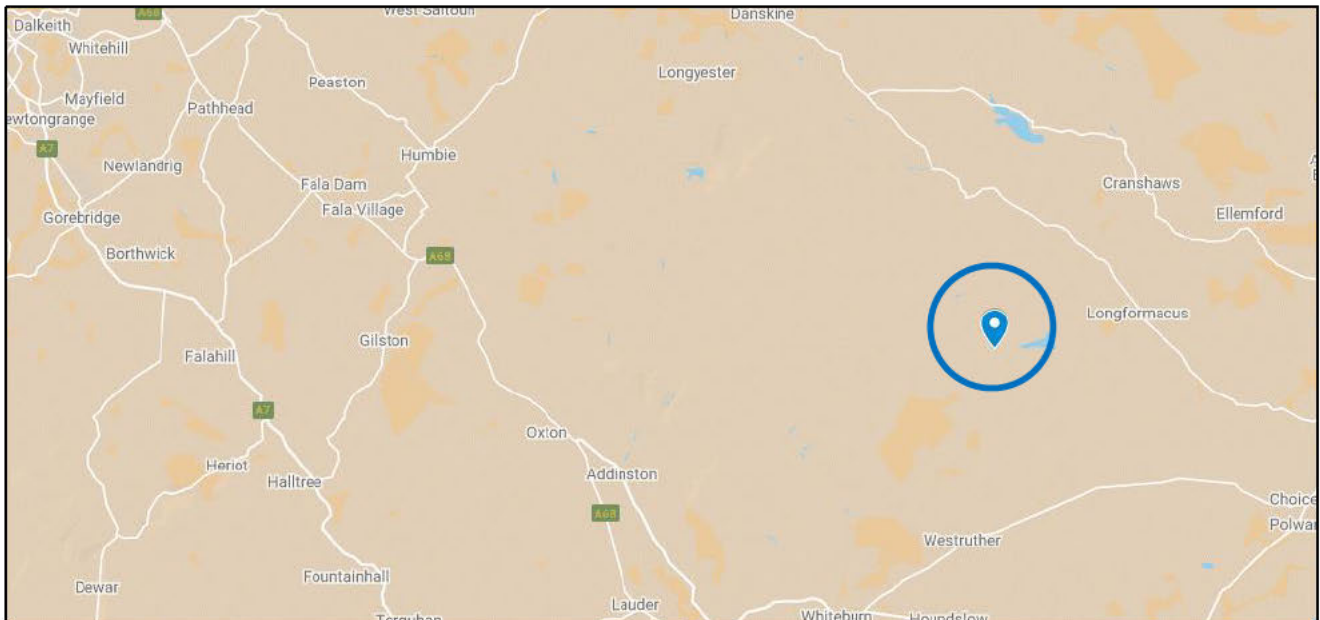 A68
West Saltoun
Danskine
Dalkeith
Whitehill
Longyester
Peaston
Mayfield
Pathhead
ewtongrange
A7
Humbie
Newlandrig
Fala Dam
Cranshaws
Fala Village
Gorebridge
Ellemford
Borthwick
A68
Longformacus
Gilston
Falahill
A7
Oxton
Heriot
Addinston
Halltree
Choice
A68
Polwar
Westruther
Fountainhall
Dewar
Lauder
Whiteburn
Houndslow